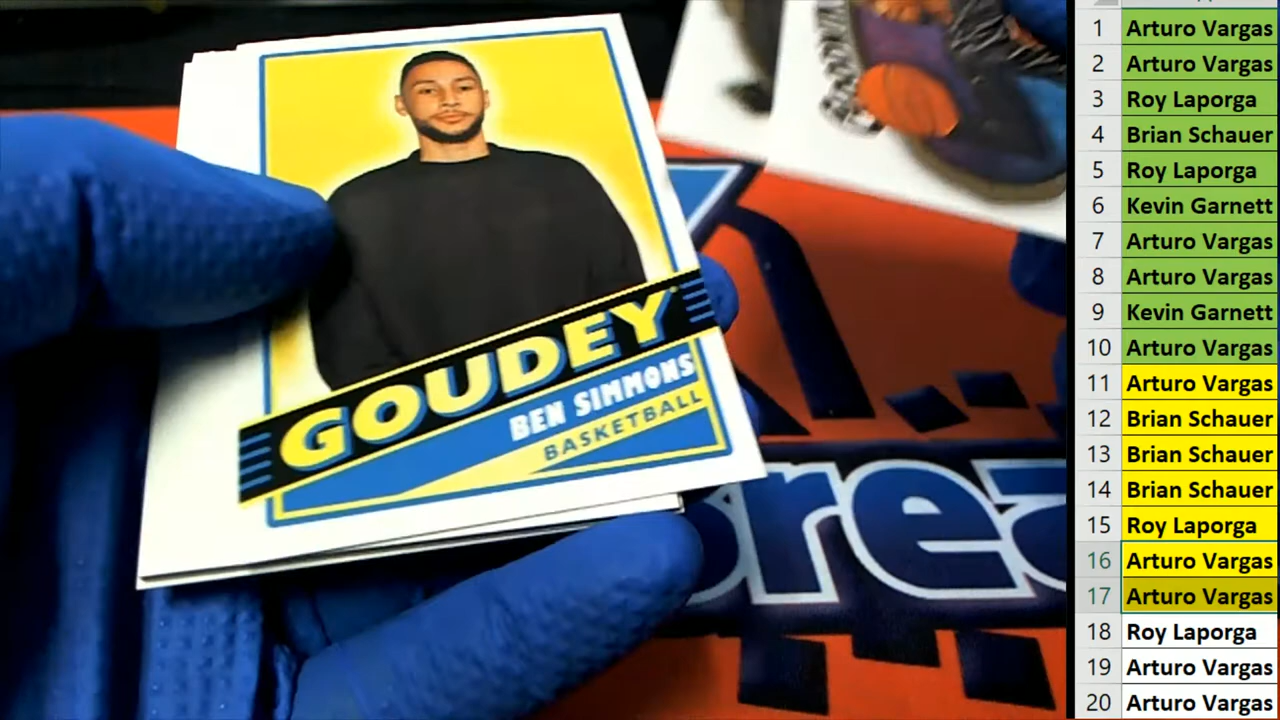 GOUDEY
BEN SIMMONS
BASKETBALL
Brea
1 Arturo Vargas
2 Arturo Vargas
3 Roy Laporga
4 Brian Schauer
5 Roy Laporga
6 Kevin Garnett
7 Arturo Vargas
8 Arturo Vargas
9 Kevin Garnett
10 Arturo Vargas
11 Arturo Vargas
12 Brian Schauer
13 Brian Schauer
14 Brian Schauer
15 Roy Laporga
16 Arturo Vargas
17 Arturo Vargas
18 Roy Laporga
19 Arturo Vargas
20 Arturo Vargas